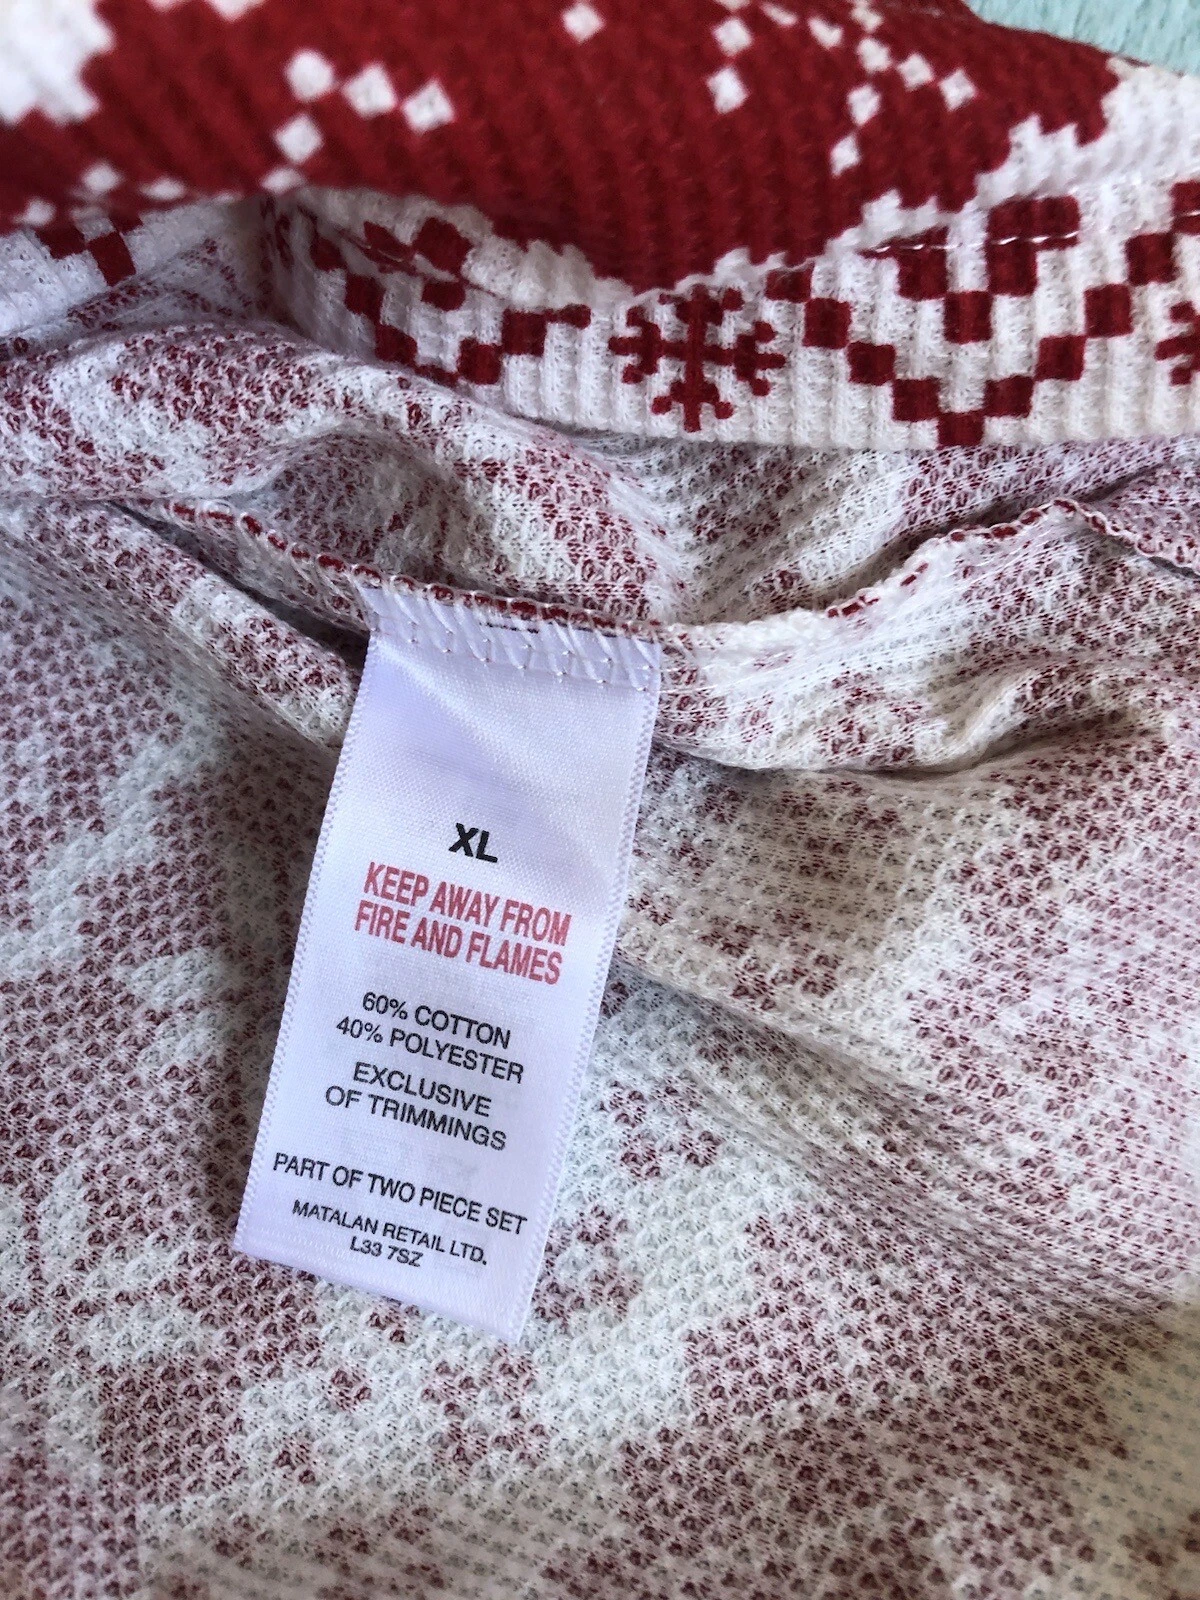 XL
KEEP AWAY FROM
FIRE AND FLAMES
60% COTTON
40% POLYESTER
EXCLUSIVE
OF TRIMMINGS
PART OF TWO PIECE SET
MATALAN RETAIL LTD.
L33 7SZ